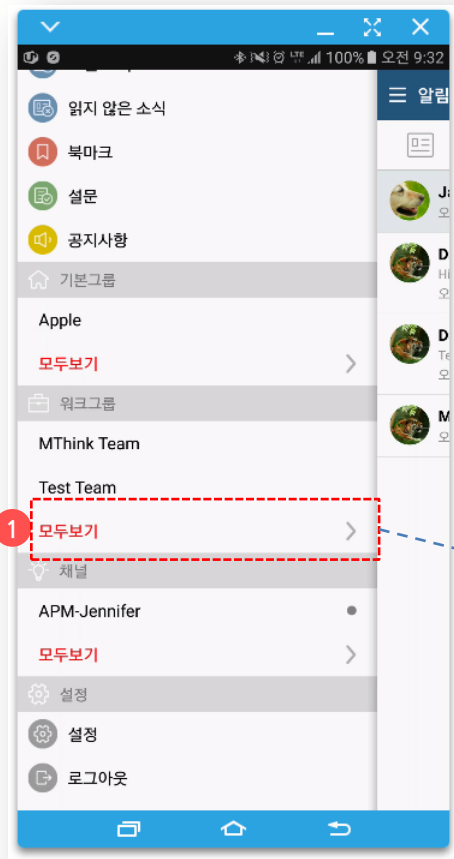 LTE 100% 오전 9:32
읽지 않은 소식
북마크
설문
공지사항
기본그룹
Apple
모두보기
워크그룹
MThink Team
Test Team
1
모두보기
채널
APM-Jennifer
모두보기
설정
설정
로그아웃
알림